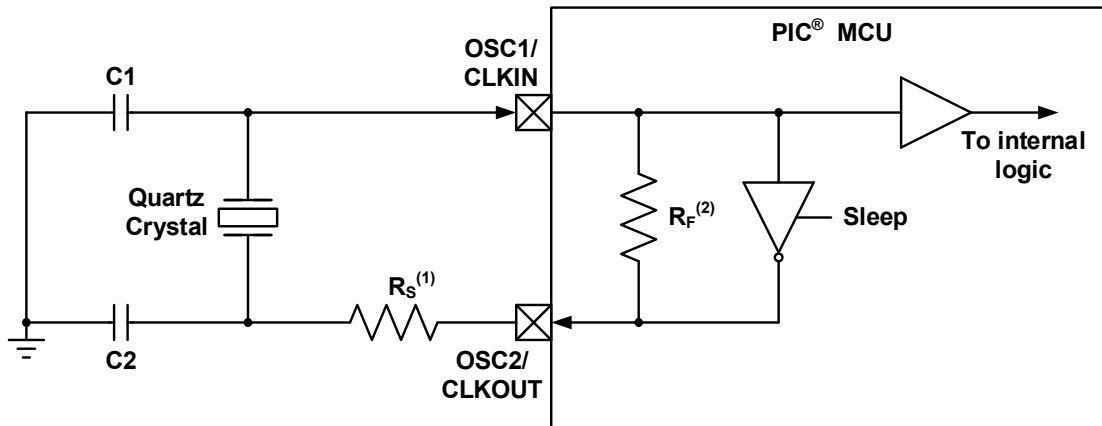 PIC® MCU
OSC1/
CLKIN
C1
To internal
logic
Quartz
Crystal
RF(2)
Sleep
RS(1)
C2
OSC2/
CLKOUT